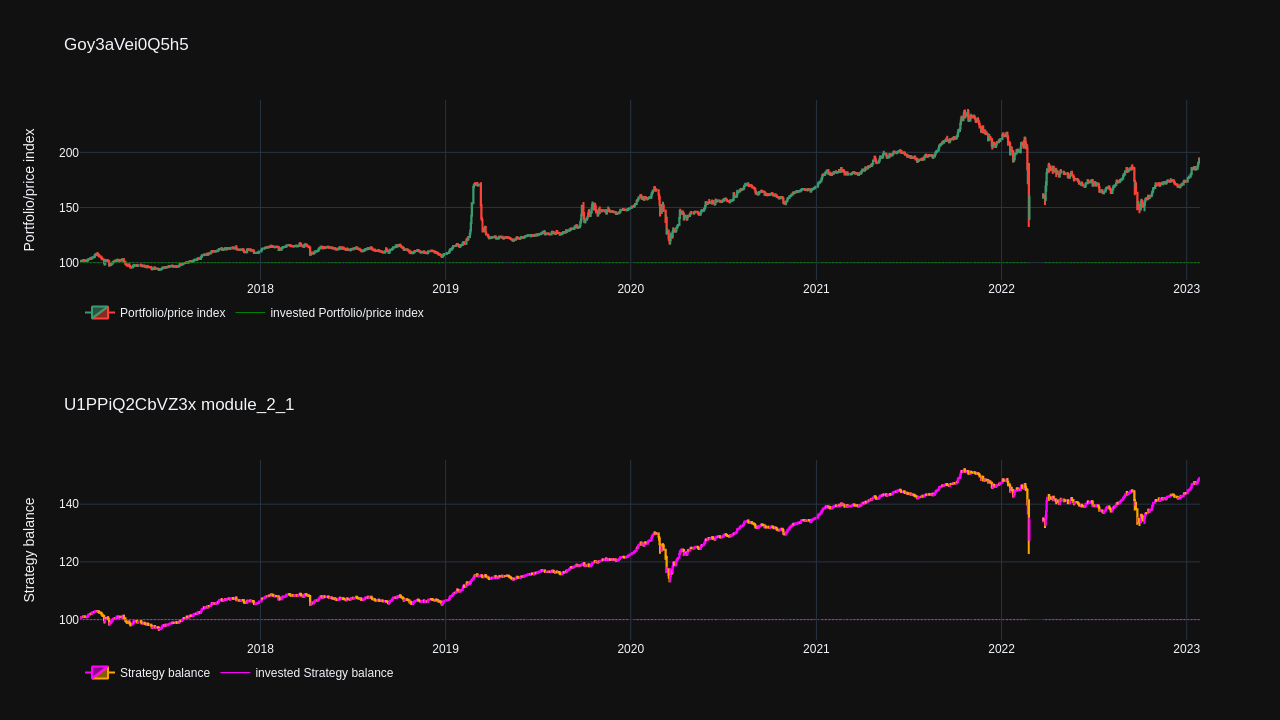 Goy3aVei0Q5h5
Portfolio/price index
200
150
100
2018 2019 2020 2021 2022 2023
Portfolio/price index invested Portfolio/price index
U1PPiQ2CbVZ3x module_2_1
Strategy balance
140
120
100
2018 2019 2020 2021 2022 2023
Strategy balance invested Strategy balance